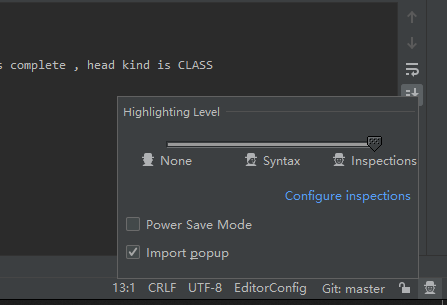 s complete , head kind is CLASS
Highlighting Level
None Syntax Inspections
Configure inspections
Power Save Mode
Import popup
13:1 CRLF UTF-8 EditorConfig Git: master